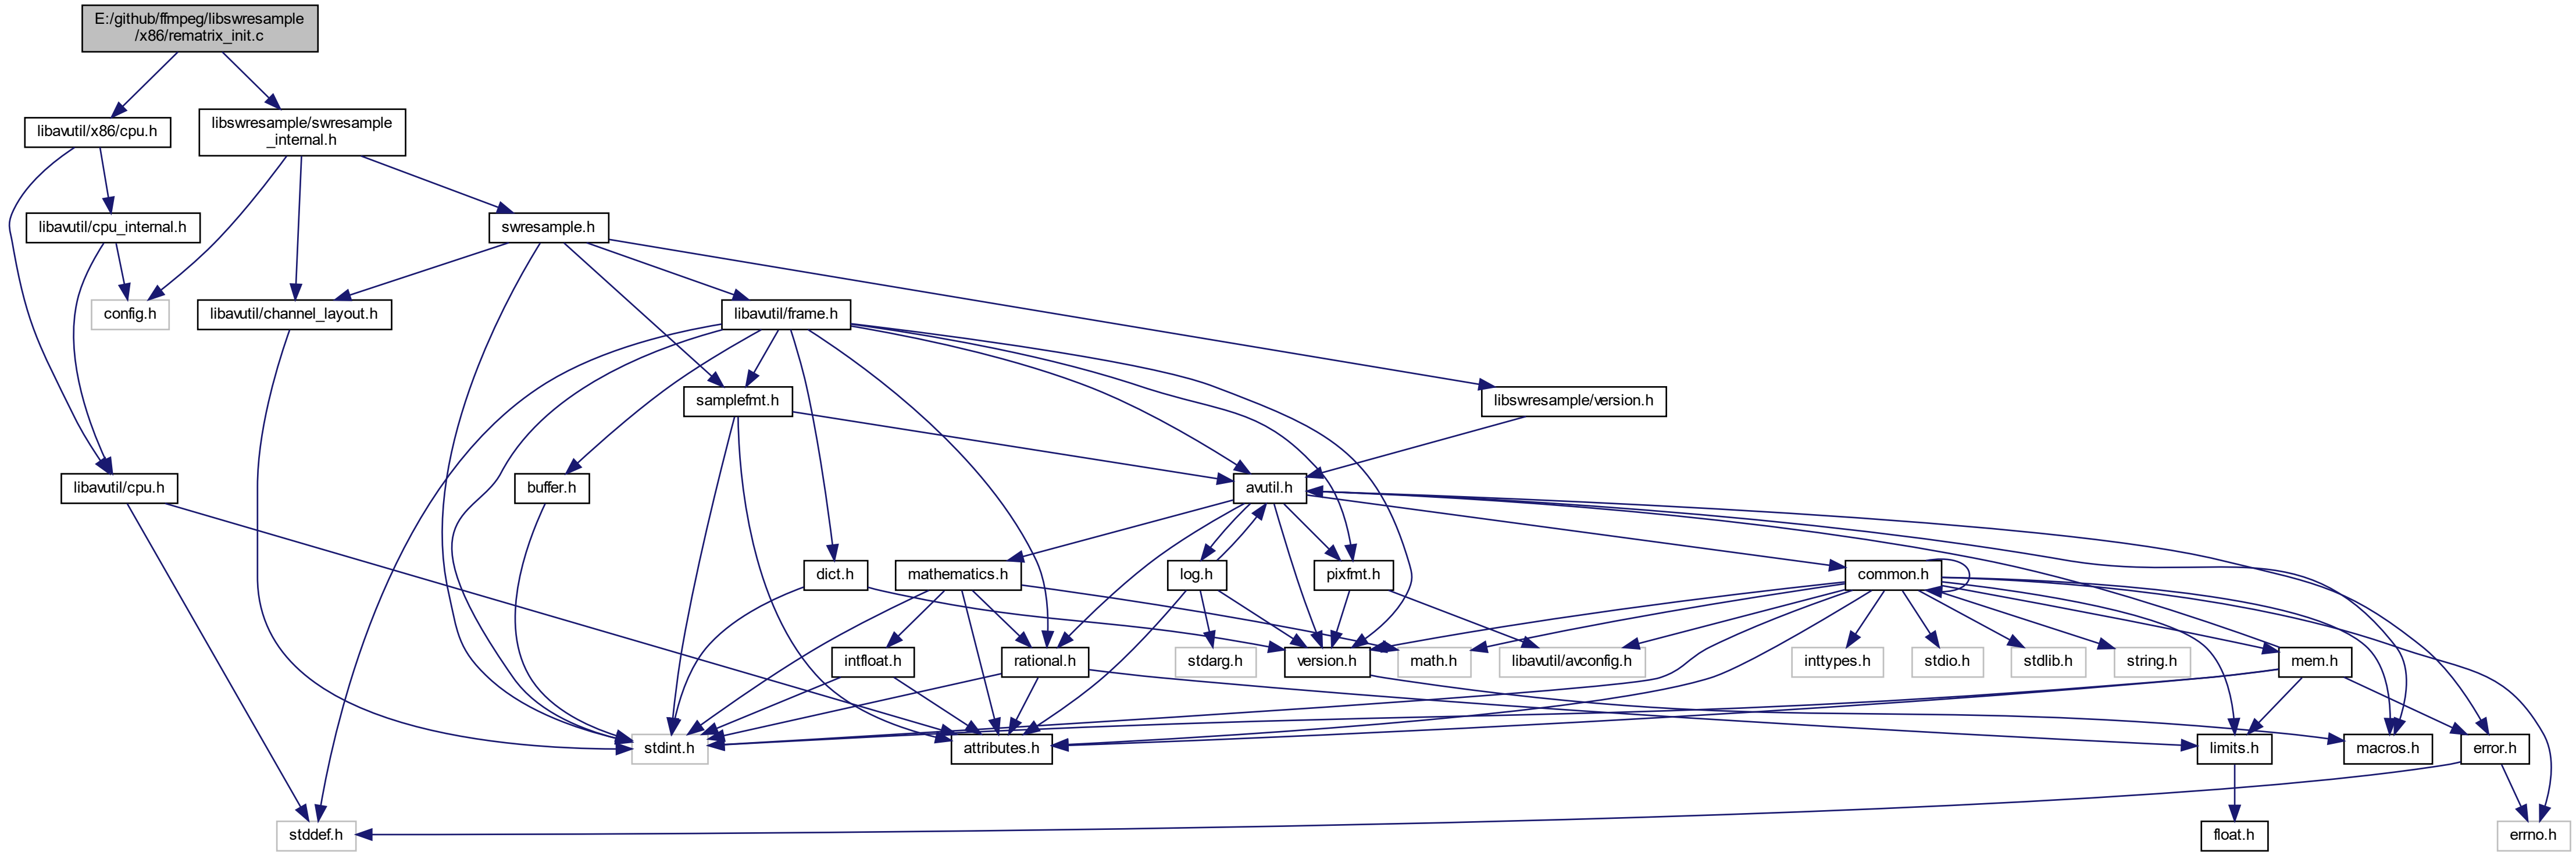 E:/github/ffmpeg/libswresample
/x86/rematrix_init.c
libavutil/x86/cpu.h
libswresample/swresample
_internal.h
libavutil/cpu_internal.h
swresample.h
config.h
libavutil/channel_layout.h
libavutil/frame.h
samplefmt.h
libswresample/version.h
libavutil/cpu.h
buffer.h
avutil.h
dict.h
mathematics.h
log.h
pixfmt.h
common.h
intfloat.h
rational.h
stdarg.h
version.h
math.h
libavutil/avconfig.h
inttypes.h
stdio.h
stdlib.h
string.h
mem.h
stdint.h
attributes.h
limits.h
macros.h
error.h
stddef.h
float.h
errno.h